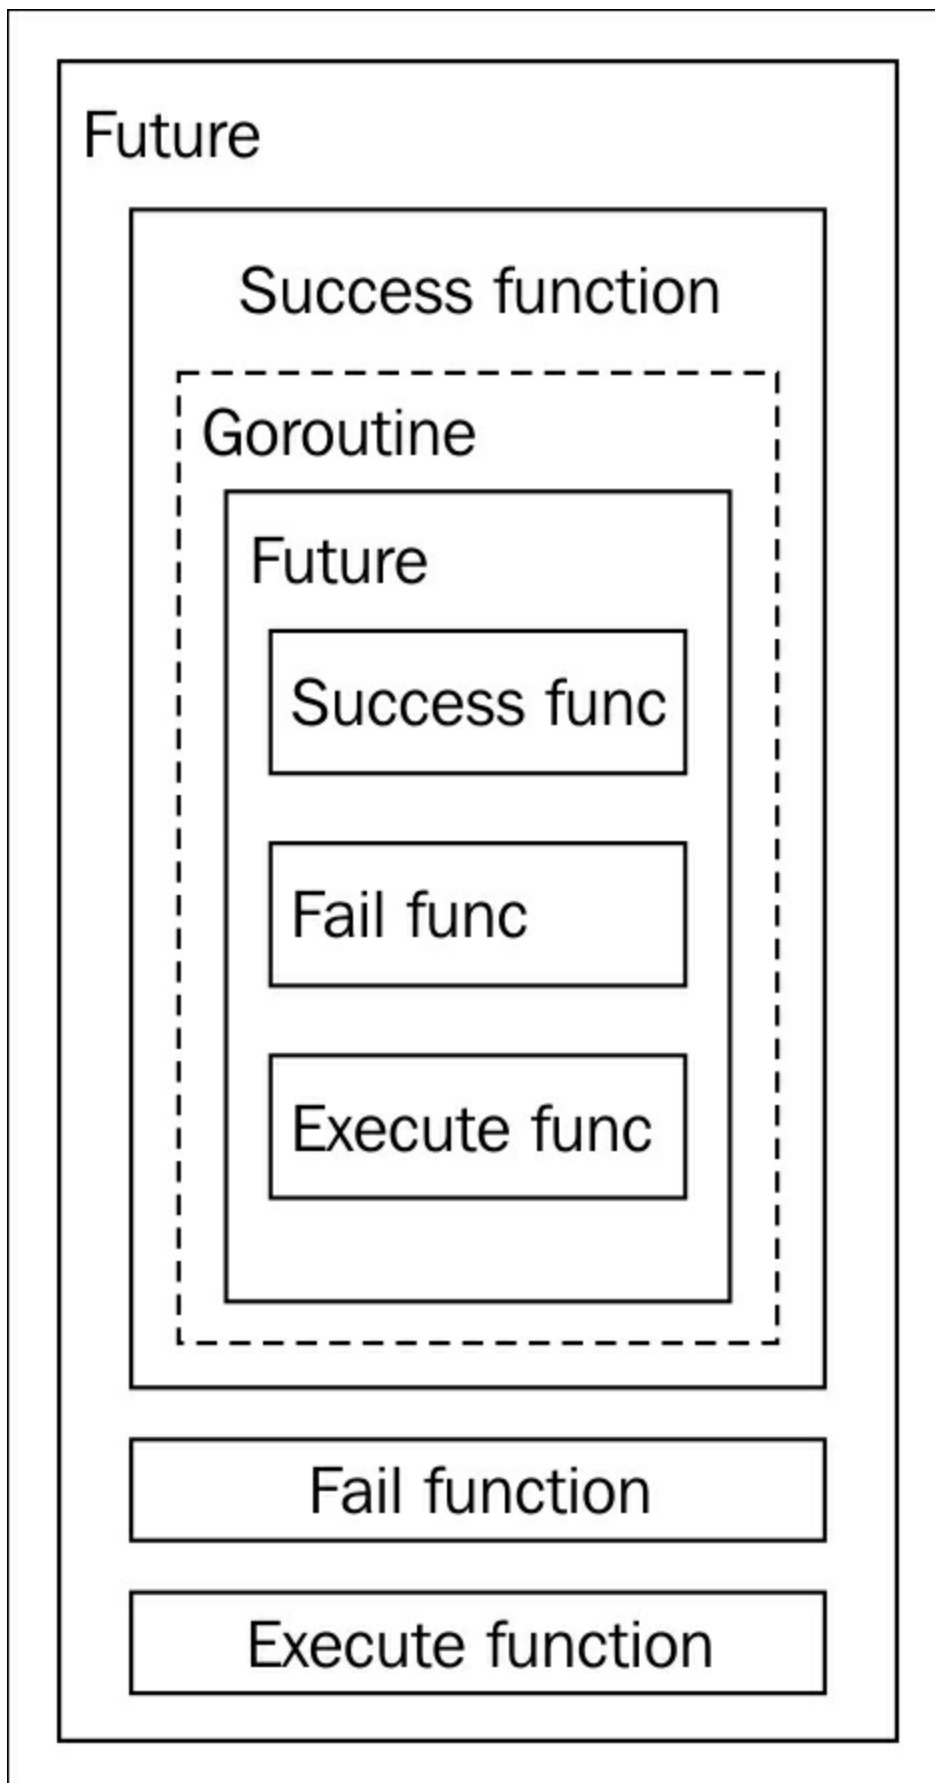 Future
Success function
Goroutine
Future
Success func
Fail func
Execute func
Fail function
Execute function